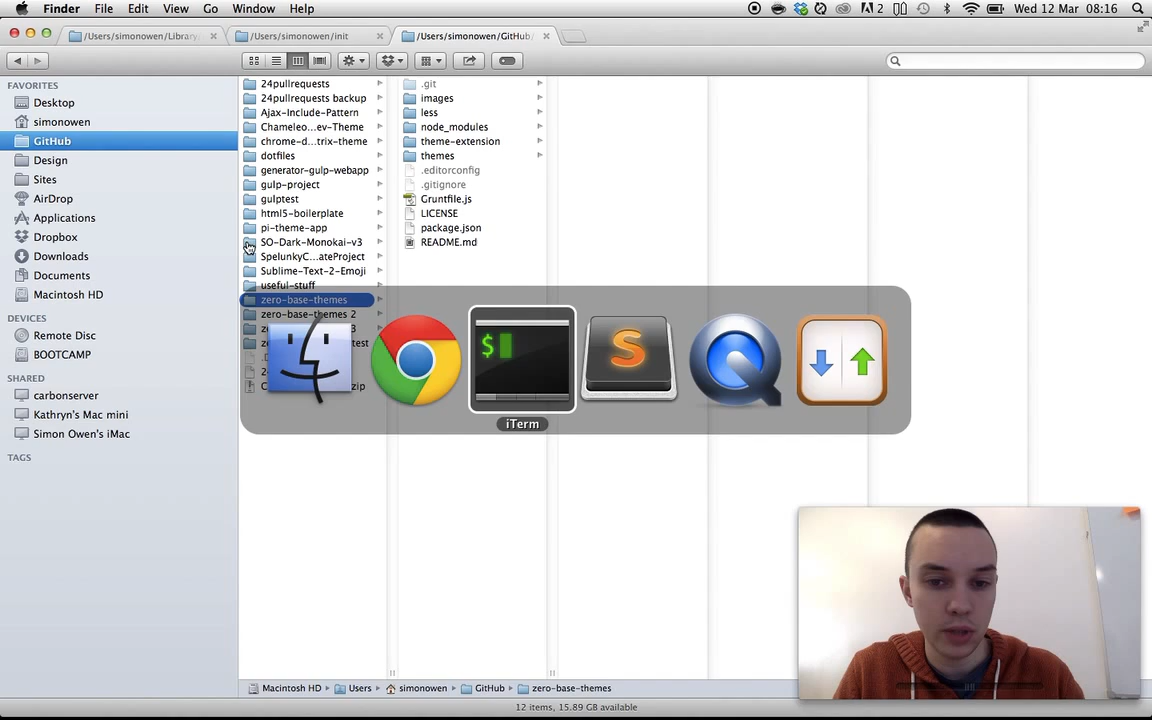 Finder File Edit View Go Window Help
2 Wed 12 Mar 08:16
/Users/simonowen/Library/
/Users/simonowen/init
/Users/simonowen/GitHub/
FAVORITES
Desktop
simonowen
GitHub
Design
Sites
AirDrop
Applications
Dropbox
Downloads
Documents
Macintosh HD
DEVICES
Remote Disc
BOOTCAMP
SHARED
carbonserver
Kathryn's Mac mini
Simon Owen's iMac
TAGS
24pullrequests
24pullrequests backup
Ajax-Include-Pattern
Chameleo...ev-Theme
chrome-d...trix-theme
dotfiles
generator-gulp-webapp
gulp-project
gulptest
html5-boilerplate
pi-theme-app
SO-Dark-Monokai-v3
SpelunkyC...ateProject
Sublime-Text-2-Emoji
useful-stuff
zero-base-themes
zero-base-themes 2
.git
images
less
node_modules
theme-extension
themes
.editorconfig
.gitignore
Gruntfile.js
LICENSE
package.json
README.md
$
S
iTerm
Macintosh HD
Users
simonowen
GitHub
zero-base-themes
12 items, 15.89 GB available